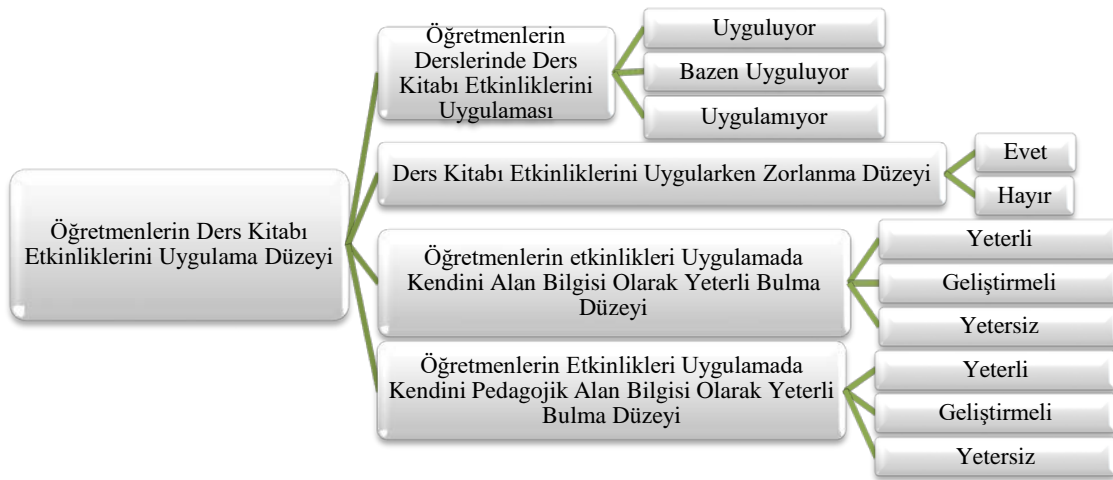 Öğretmenlerin Ders Kitabı
Etkinliklerini Uygulama Düzeyi
Öğretmenlerin
Derslerinde Ders
Kitabı Etkinliklerini
Uygulaması
Uyguluyor
Bazen Uyguluyor
Uygulamıyor
Ders Kitabı Etkinliklerini Uygularken Zorlanma Düzeyi
Evet
Hayır
Öğretmenlerin etkinlikleri Uygulamada
Kendini Alan Bilgisi Olarak Yeterli Bulma
Düzeyi
Yeterli
Geliştirmeli
Yetersiz
Öğretmenlerin Etkinlikleri Uygulamada
Kendini Pedagojik Alan Bilgisi Olarak Yeterli
Bulma Düzeyi
Yeterli
Geliştirmeli
Yetersiz